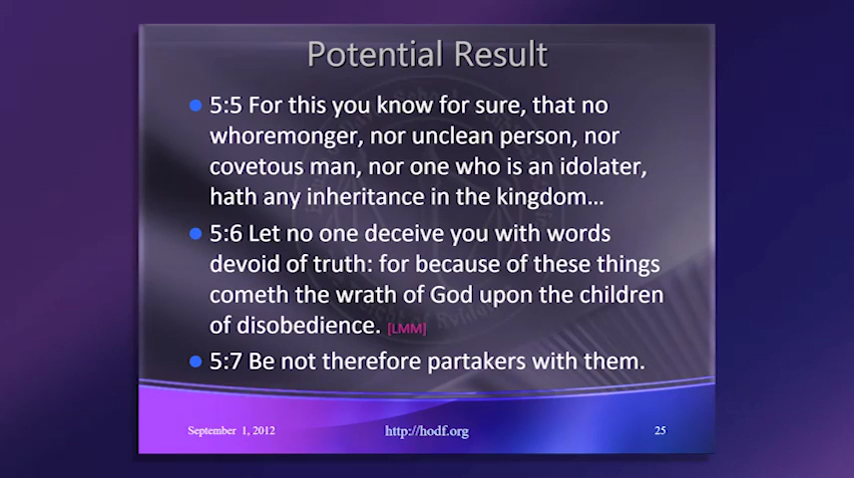 Potential Result
5:5 For this you know for sure, that no
whoremonger, nor unclean person, nor
covetous man, nor one who is an idolater,
hath any inheritance in the kingdom…
5:6 Let no one deceive you with words
devoid of truth: for because of these things
cometh the wrath of God upon the children
of disobedience. [LMM]
5:7 Be not therefore partakers with them.
September 1, 2012
http://hodf.org
25